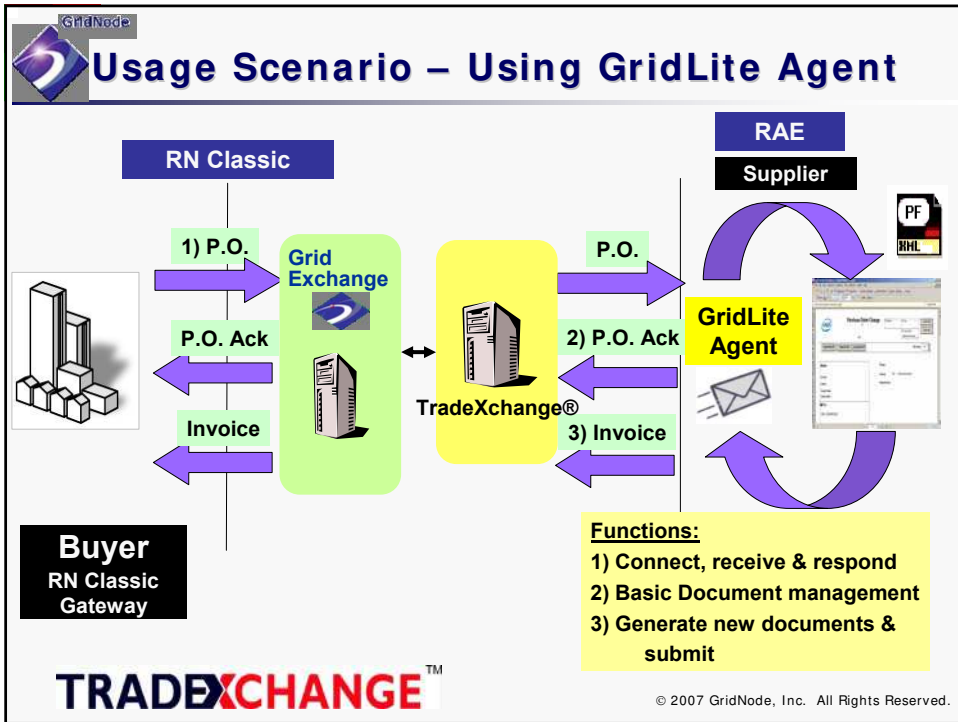 GridNode
Usage Scenario – Using GridLite Agent
RN Classic
RAE
Supplier
PF
XML
1) P.O.
Grid
Exchange
P.O.
P.O. Ack
2) P.O. Ack
GridLite
Agent
TradeXchange®
Invoice
3) Invoice
Buyer
RN Classic
Gateway
Functions:
1) Connect, receive & respond
2) Basic Document management
3) Generate new documents &
submit
TRADEXCHANGE™
© 2007 GridNode, Inc. All Rights Reserved.